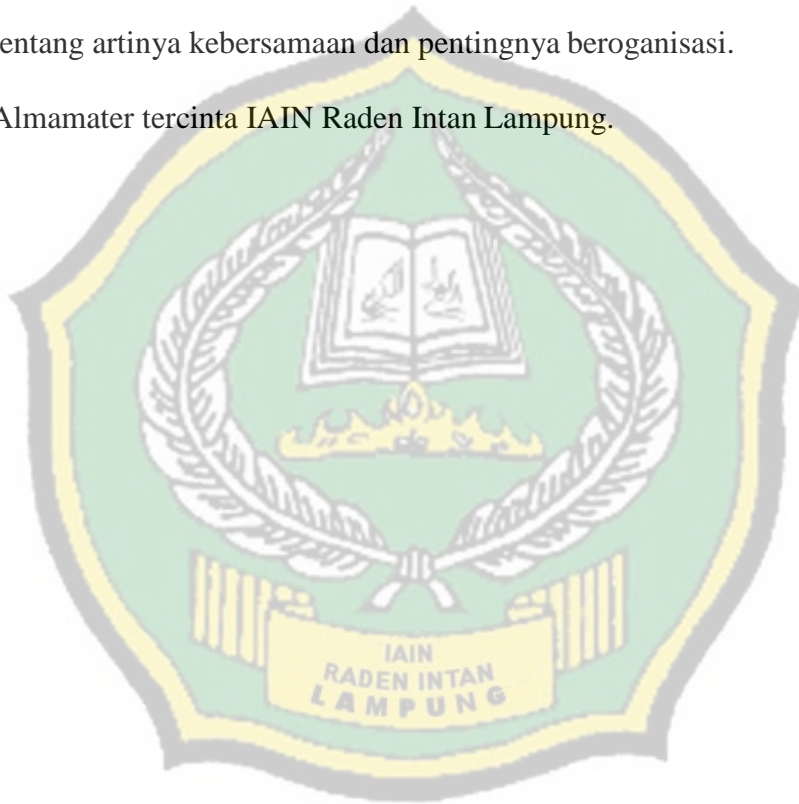 entang artinya kebersamaan dan pentingnya beroganisasi.
Almamater tercinta IAIN Raden Intan Lampung.
IAIN
RADEN INTAN
LAMPUNG